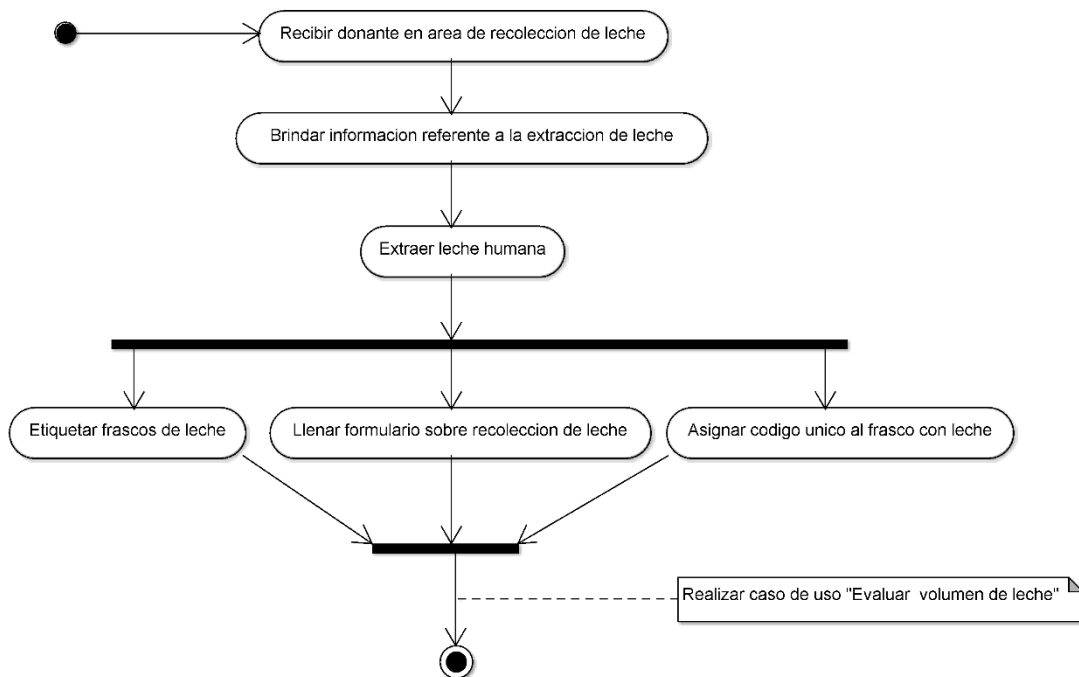 Recibir donante en area de recoleccion de leche
Brindar informacion referente a la extraccion de leche
Extraer leche humana
Etiquetar frascos de leche
Llenar formulario sobre recoleccion de leche
Asignar codigo unico al frasco con leche
Realizar caso de uso "Evaluar  volumen de leche"